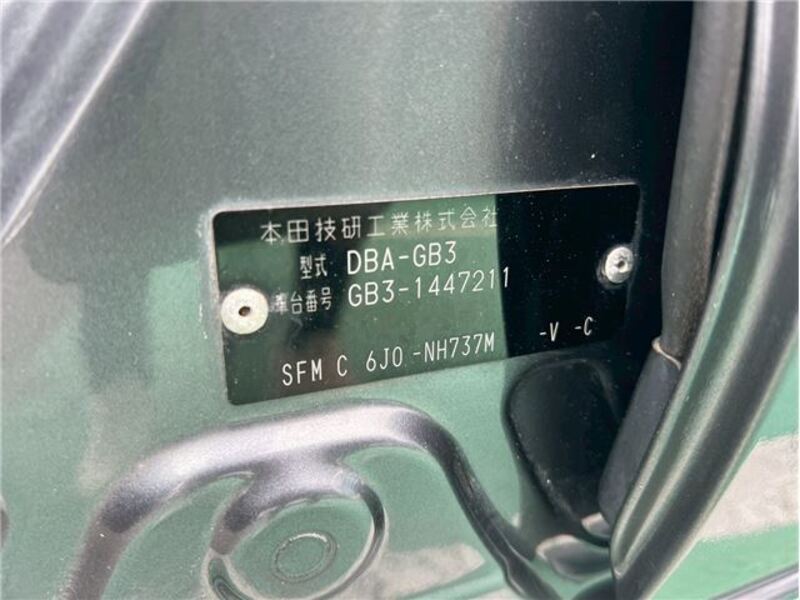 本田技研工業株式会社
型式 DBA-GB3
車台番号 GB3-1447211
SFM C 6J0 -NH737M -V -C